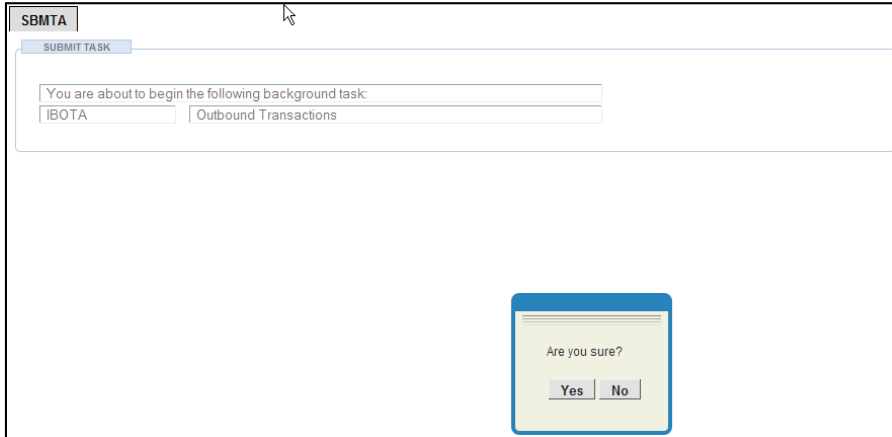 SBMTA
SUBMIT TASK
You are about to begin the following background task:
IBOTA Outbound Transactions
Are you sure?
Yes No